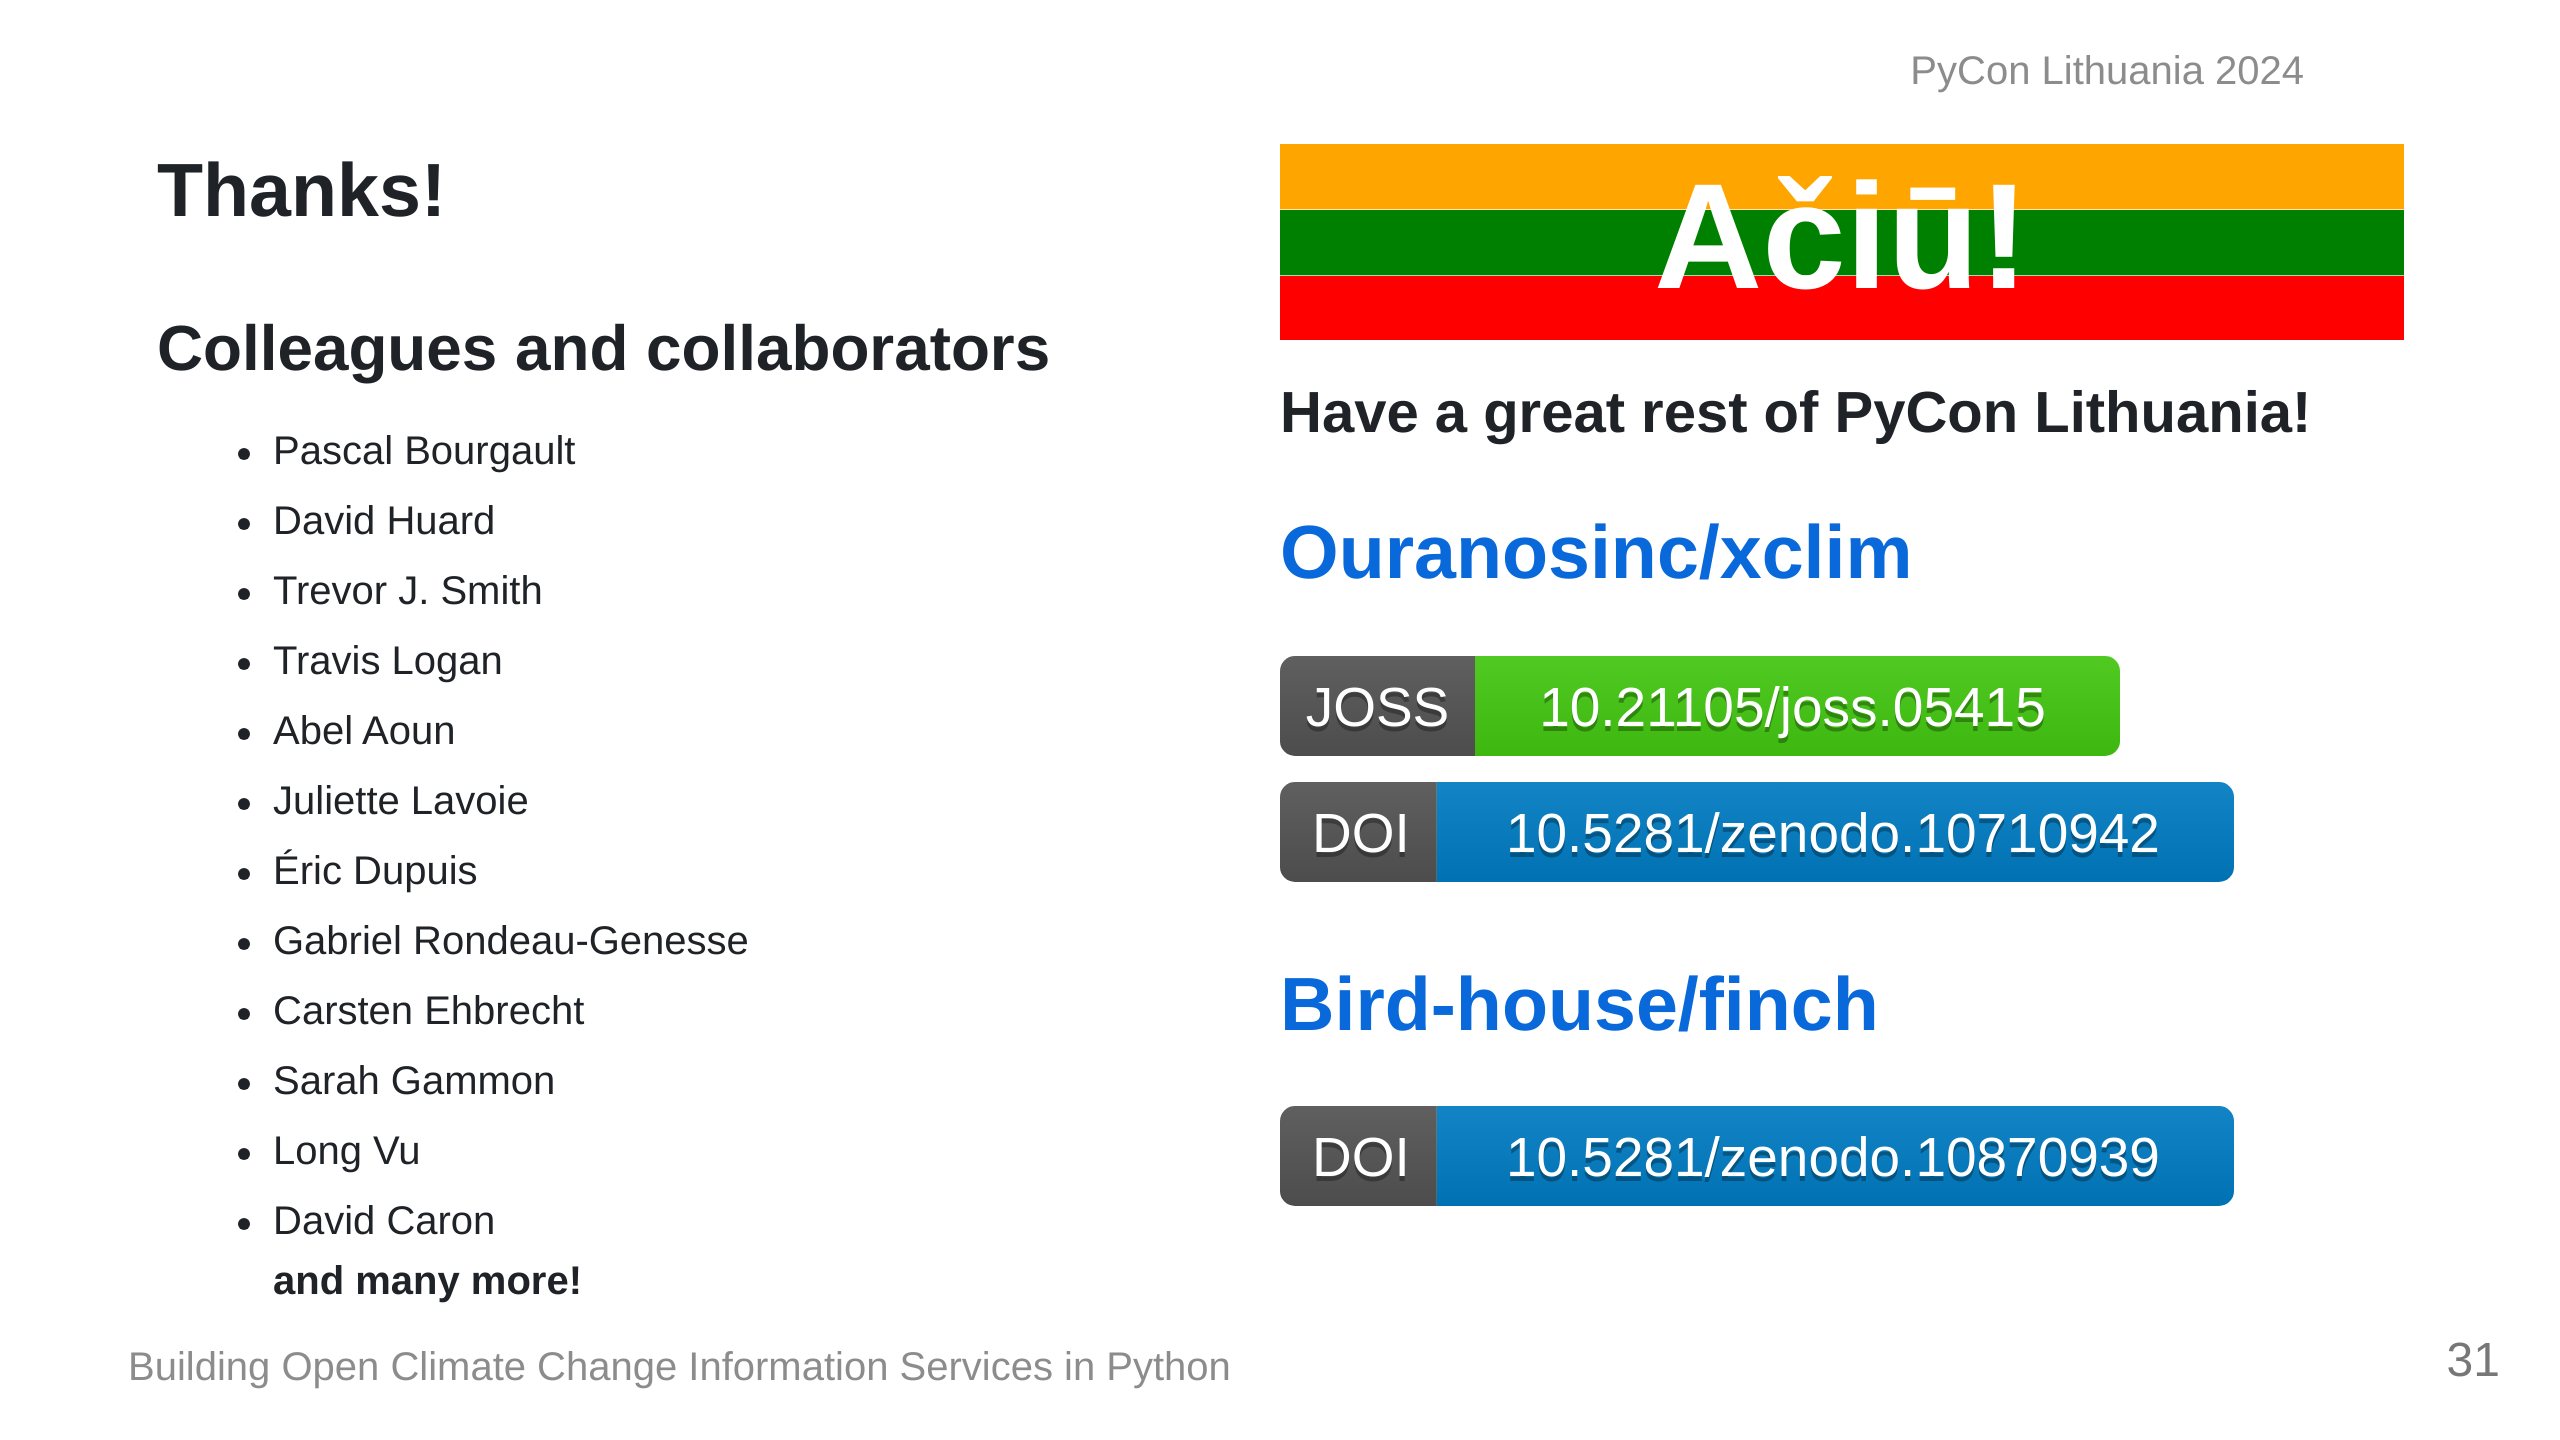 PyCon Lithuania 2024
Thanks!
Colleagues and collaborators
Pascal Bourgault
David Huard
Trevor J. Smith
Travis Logan
Abel Aoun
Juliette Lavoie
Éric Dupuis
Gabriel Rondeau-Genesse
Carsten Ehbrecht
Sarah Gammon
Long Vu
David Caron
and many more!
Ačiū!
Have a great rest of PyCon Lithuania!
Ouranosinc/xclim
JOSS 10.21105/joss.05415
DOI 10.5281/zenodo.10710942
Bird-house/finch
DOI 10.5281/zenodo.10870939
Building Open Climate Change Information Services in Python
31